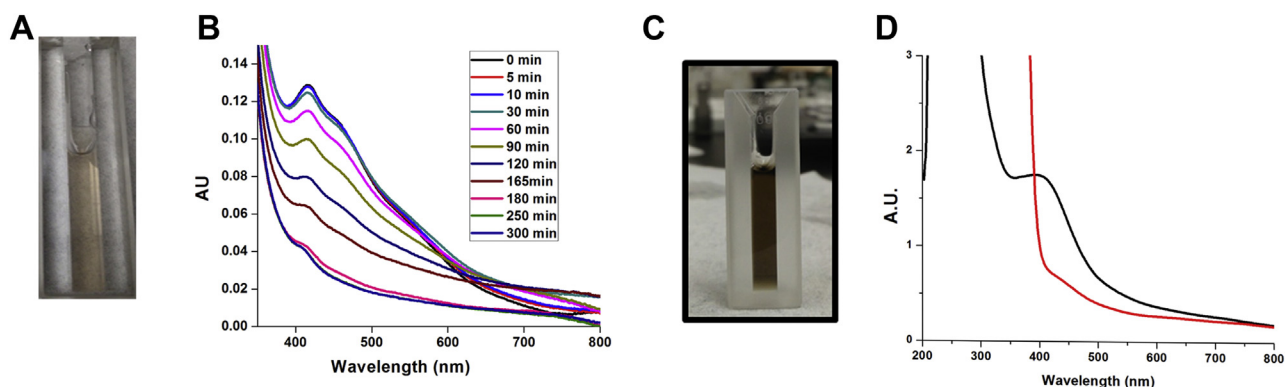 A
B
C
D
AU
0.14
0.12
0.10
0.08
0.06
0.04
0.02
0.00
400
500
600
700
800
Wavelength (nm)
0 min
5 min
10 min
30 min
60 min
90 min
120 min
165min
180 min
250 min
300 min
A.U.
3
2
1
0
200
300
400
500
600
700
800
Wavelength (nm)